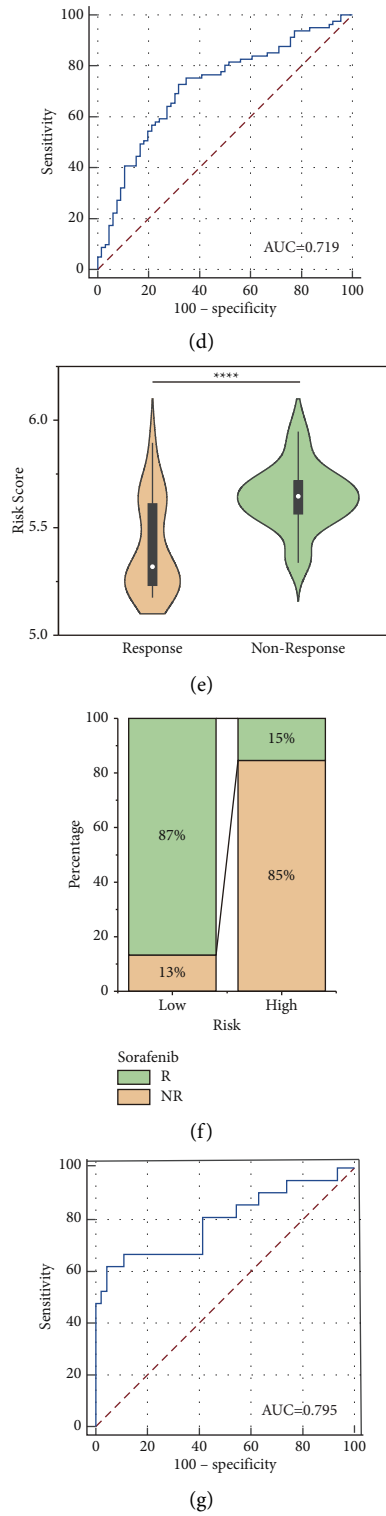 100
80
60
40
20
0
Sensitivity
AUC=0.719
0 20 40 60 80 100
100 – specificity
(d)
****
6.0
5.5
5.0
Risk Score
Response Non-Response
(e)
100
80
60
40
20
0
Percentage
87%
13%
15%
85%
Low High
Risk
Sorafenib
R
NR
(f)
100
80
60
40
20
0
Sensitivity
AUC=0.795
0 20 40 60 80 100
100 – specificity
(g)